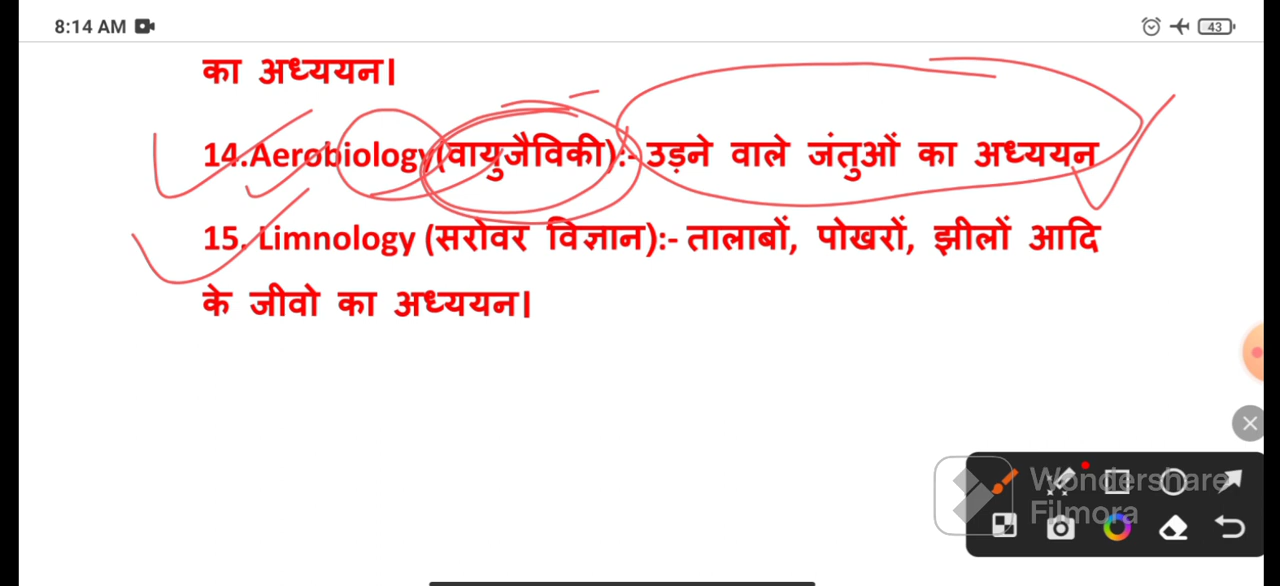 8:14 AM
43
का अध्ययन।
14.Aerobiology(वायुजैविकी):- उड़ने वाले जंतुओं का अध्ययन
15. Limnology (सरोवर विज्ञान):- तालाबों, पोखरों, झीलों आदि
के जीवो का अध्ययन।
Wondershare
Filmora